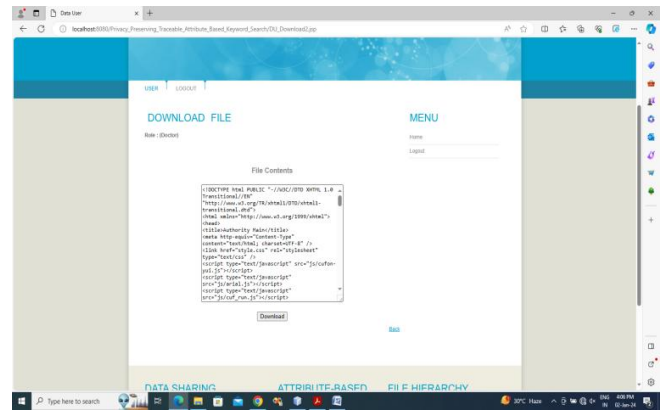 Data User
localhost:8080/Privacy_Preserving_Traceable_Attribute_Based_Keyword_Search/DU_Download2.jsp
USER LOGOUT
DOWNLOAD FILE
MENU
Role : (Doctor)
Home
Logout
File Contents
<!DOCTYPE html PUBLIC "-//W3C//DTD XHTML 1.0
Transitional//EN"
"http://www.w3.org/TR/xhtml1/DTD/xhtml1-
transitional.dtd">
<html xmlns="http://www.w3.org/1999/xhtml">
<head>
<title>Authority Main</title>
<meta http-equiv="Content-Type"
content="text/html; charset=UTF-8" />
<link href="style.css" rel="stylesheet"
type="text/css" />
<script type="text/javascript" src="js/cufon-
yui.js"></script>
<script type="text/javascript"
src="js/arial.js"></script>
<script type="text/javascript"
src="js/cuf_run.js"></script>
Download
Back
DATA SHARING ATTRIBUTE-BASED FILE HIERARCHY
Type here to search
30°C Haze
ENG 4:06 PM
IN 02-Jan-24